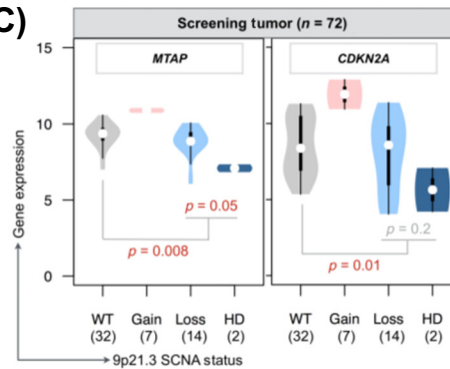 C)
Screening tumor (n = 72)
MTAP
CDKN2A
15
10
5
0
Gene expression
p = 0.05
p = 0.008
p = 0.2
p = 0.01
WT Gain Loss HD WT Gain Loss HD
(32) (7) (14) (2) (32) (7) (14) (2)
9p21.3 SCNA status